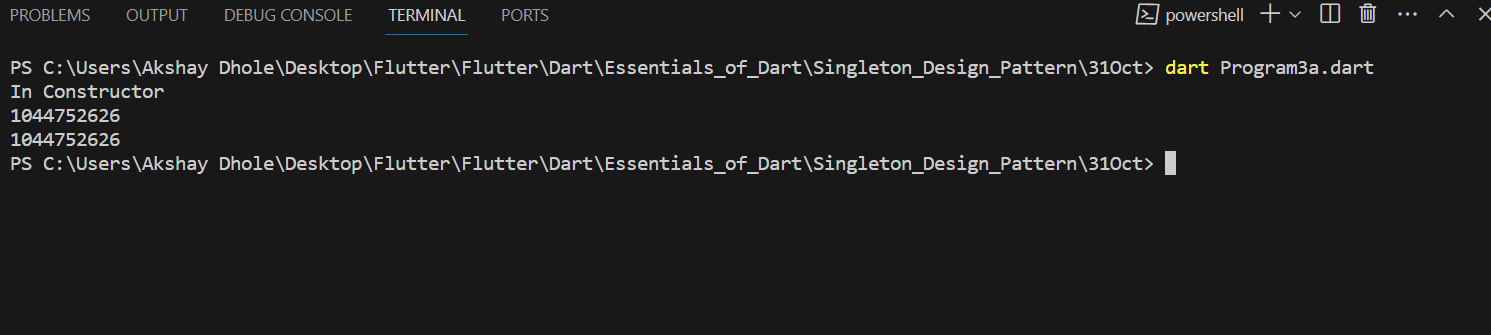 PROBLEMS OUTPUT DEBUG CONSOLE TERMINAL PORTS powershell
PS C:\Users\Akshay Dhole\Desktop\Flutter\Flutter\Dart\Essentials_of_Dart\Singleton_Design_Pattern\31Oct> dart Program3a.dart
In Constructor
1044752626
1044752626
PS C:\Users\Akshay Dhole\Desktop\Flutter\Flutter\Dart\Essentials_of_Dart\Singleton_Design_Pattern\31Oct>